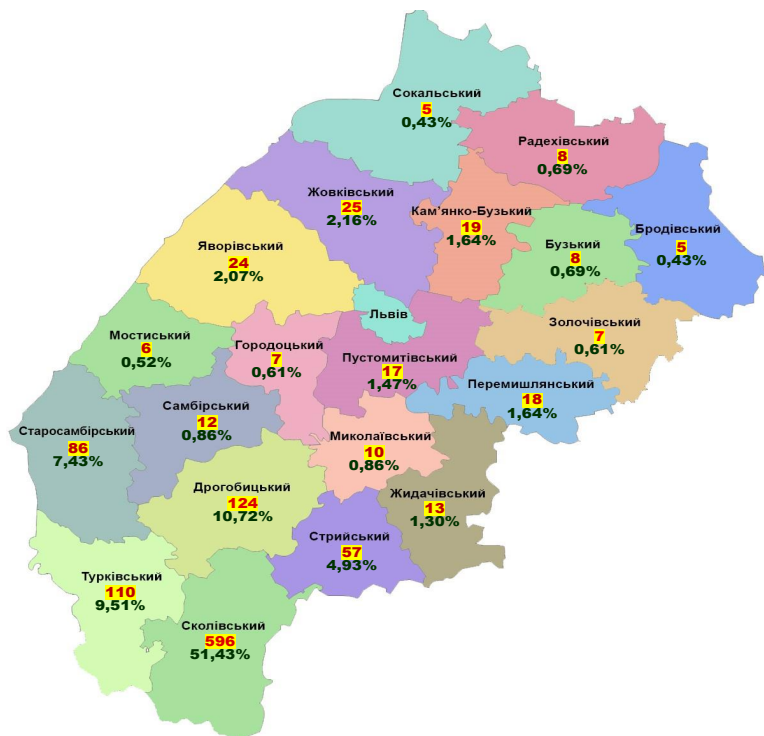 Сокальський
5
0,43%
Радехівський
8
0,69%
Жовківський
25
2,16%
Кам’янко-Бузький
19
1,64%
Бузький
8
0,69%
Бродівський
5
0,43%
Яворівський
24
2,07%
Львів
Мостиський
6
0,52%
Городоцький
7
0,61%
Пустомитівський
17
1,47%
Золочівський
7
0,61%
Перемишлянський
18
1,64%
Старосамбірський
86
7,43%
Самбірський
12
0,86%
Миколаївський
10
0,86%
Дрогобицький
124
10,72%
Жидачівський
13
1,30%
Стрийський
57
4,93%
Турківський
110
9,51%
Сколівський
596
51,43%